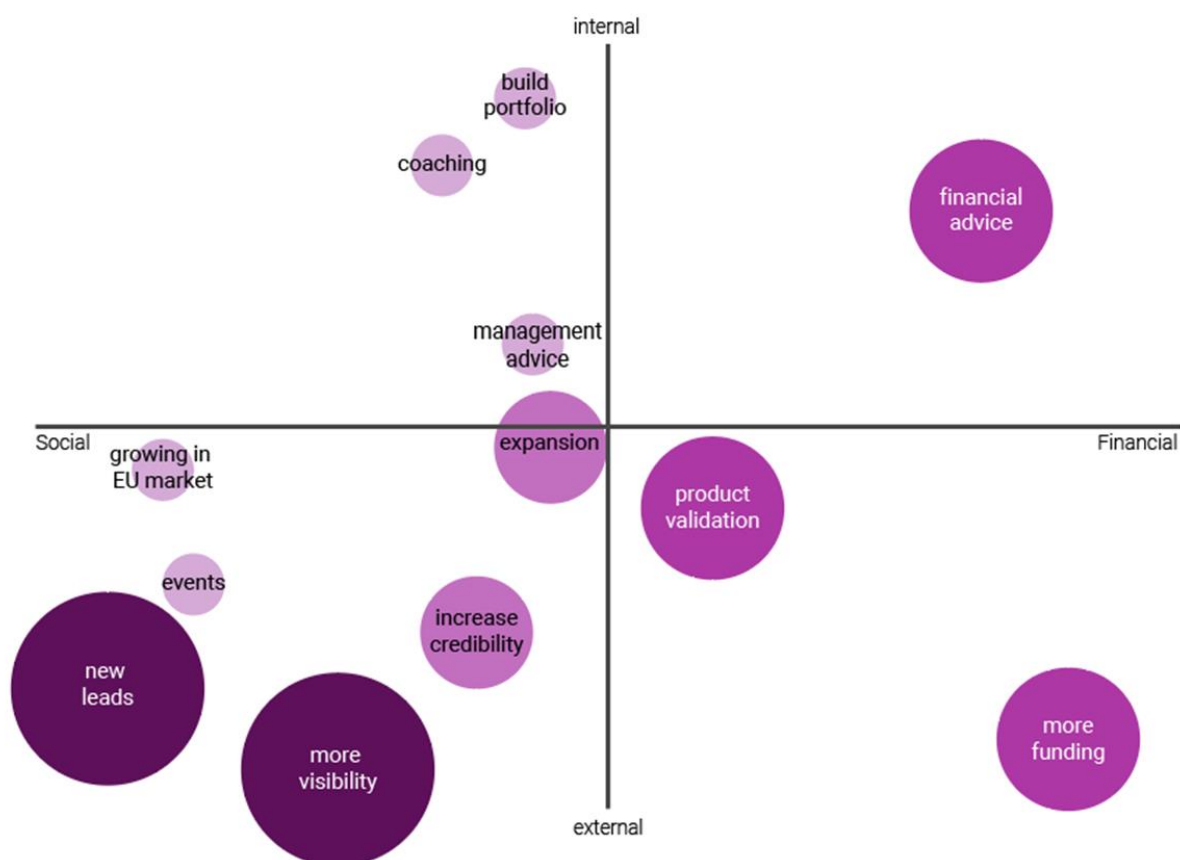 internal
build
portfolio
coaching
financial
advice
management
advice
Social
expansion
Financial
growing in
EU market
product
validation
events
increase
credibility
new
leads
more
visibility
more
funding
external